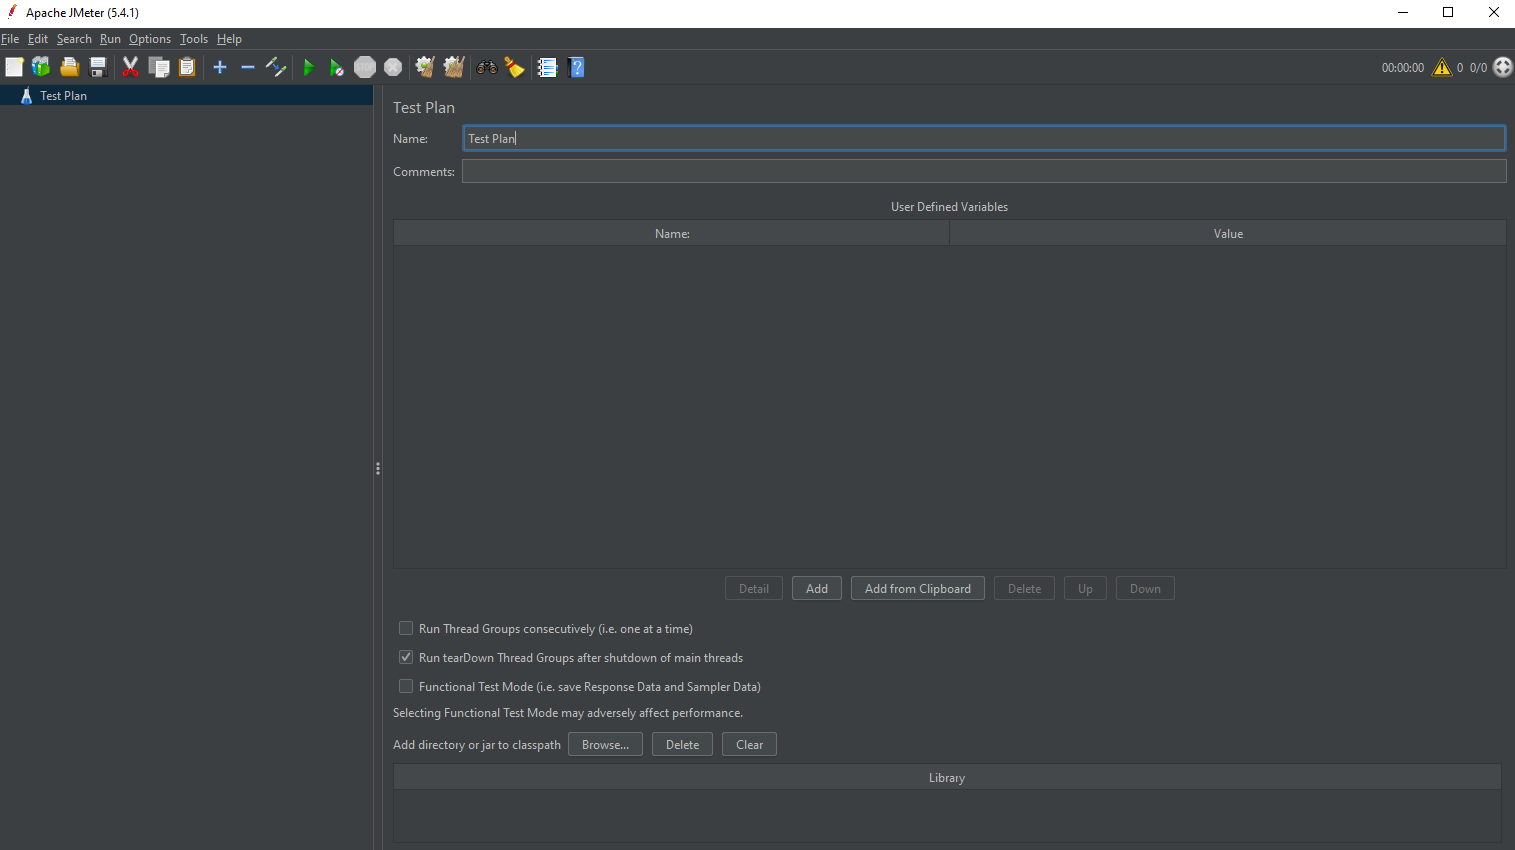 Apache JMeter (5.4.1)
File Edit Search Run Options Tools Help
STOP
00:00:00 0 0/0
Test Plan
Test Plan
Name: Test Plan
Comments:
User Defined Variables
Name: Value
Detail Add Add from Clipboard Delete Up Down
Run Thread Groups consecutively (i.e. one at a time)
Run tearDown Thread Groups after shutdown of main threads
Functional Test Mode (i.e. save Response Data and Sampler Data)
Selecting Functional Test Mode may adversely affect performance.
Add directory or jar to classpath Browse... Delete Clear
Library